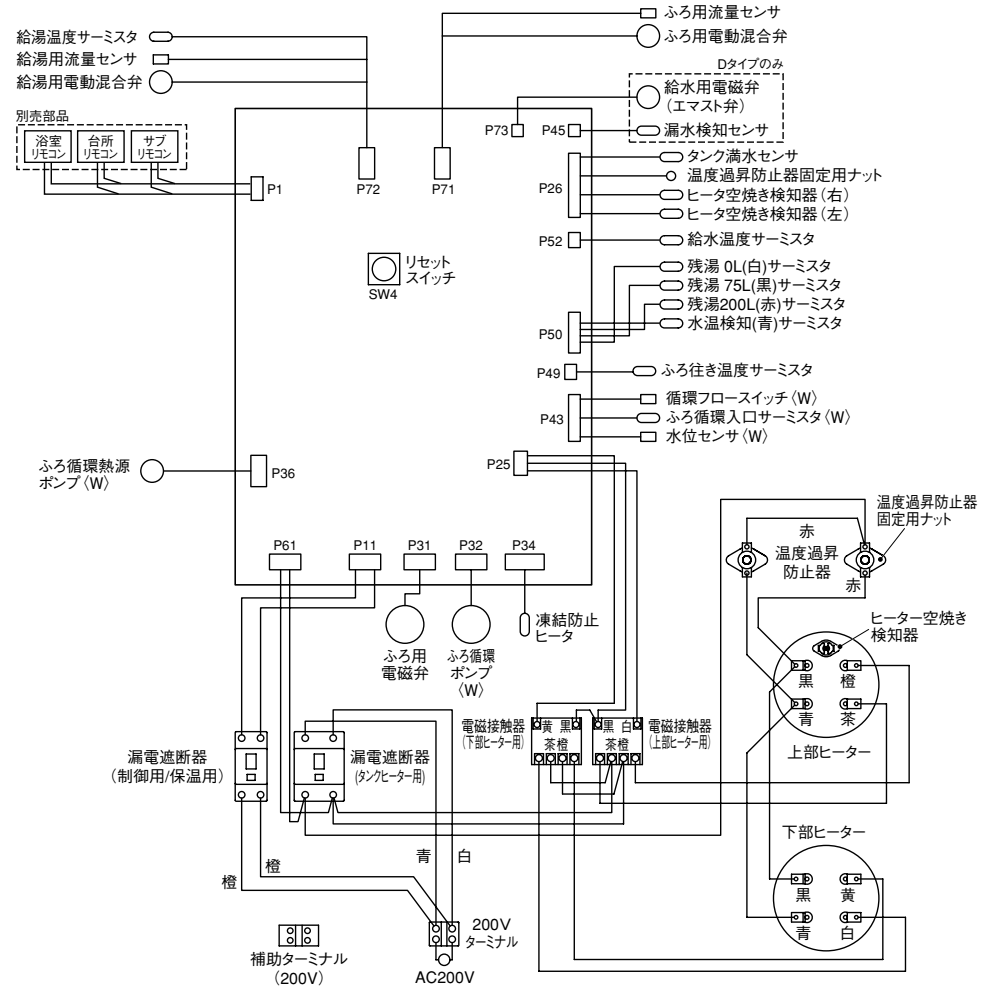 ふろ用流量センサ
ふろ用電動混合弁
給湯温度サーミスタ
給湯用流量センサ
給湯用電動混合弁
Dタイプのみ
給水用電磁弁
(エマスト弁)
漏水検知センサ
別売部品
浴室
リモコン
台所
リモコン
サブ
リモコン
P73
P45
P1
P72
P71
P26
タンク満水センサ
温度過昇防止器固定用ナット
ヒータ空焼き検知器(右)
ヒータ空焼き検知器(左)
P52
給水温度サーミスタ
リセット
スイッチ
SW4
残湯 0L(白)サーミスタ
残湯 75L(黒)サーミスタ
残湯200L(赤)サーミスタ
水温検知(青)サーミスタ
P50
P49
ふろ往き温度サーミスタ
P43
循環フロースイッチ〈W〉
ふろ循環入口サーミスタ〈W〉
水位センサ〈W〉
ふろ循環熱源
ポンプ〈W〉
P36
P25
P61
P11
P31
P32
P34
ふろ用
電磁弁
ふろ循環
ポンプ
〈W〉
凍結防止
ヒータ
温度過昇防止器
固定用ナット
赤
温度過昇
防止器
赤
ヒーター空焼き
検知器
黒
橙
青
茶
上部ヒーター
電磁接触器
(下部ヒーター用)
黄 黒
茶橙
黒 白
茶橙
電磁接触器
(上部ヒーター用)
漏電遮断器
(制御用/保温用)
漏電遮断器
(タンクヒーター用)
下部ヒーター
黒
黄
青
白
青
白
橙
橙
補助ターミナル
(200V)
200V
ターミナル
AC200V